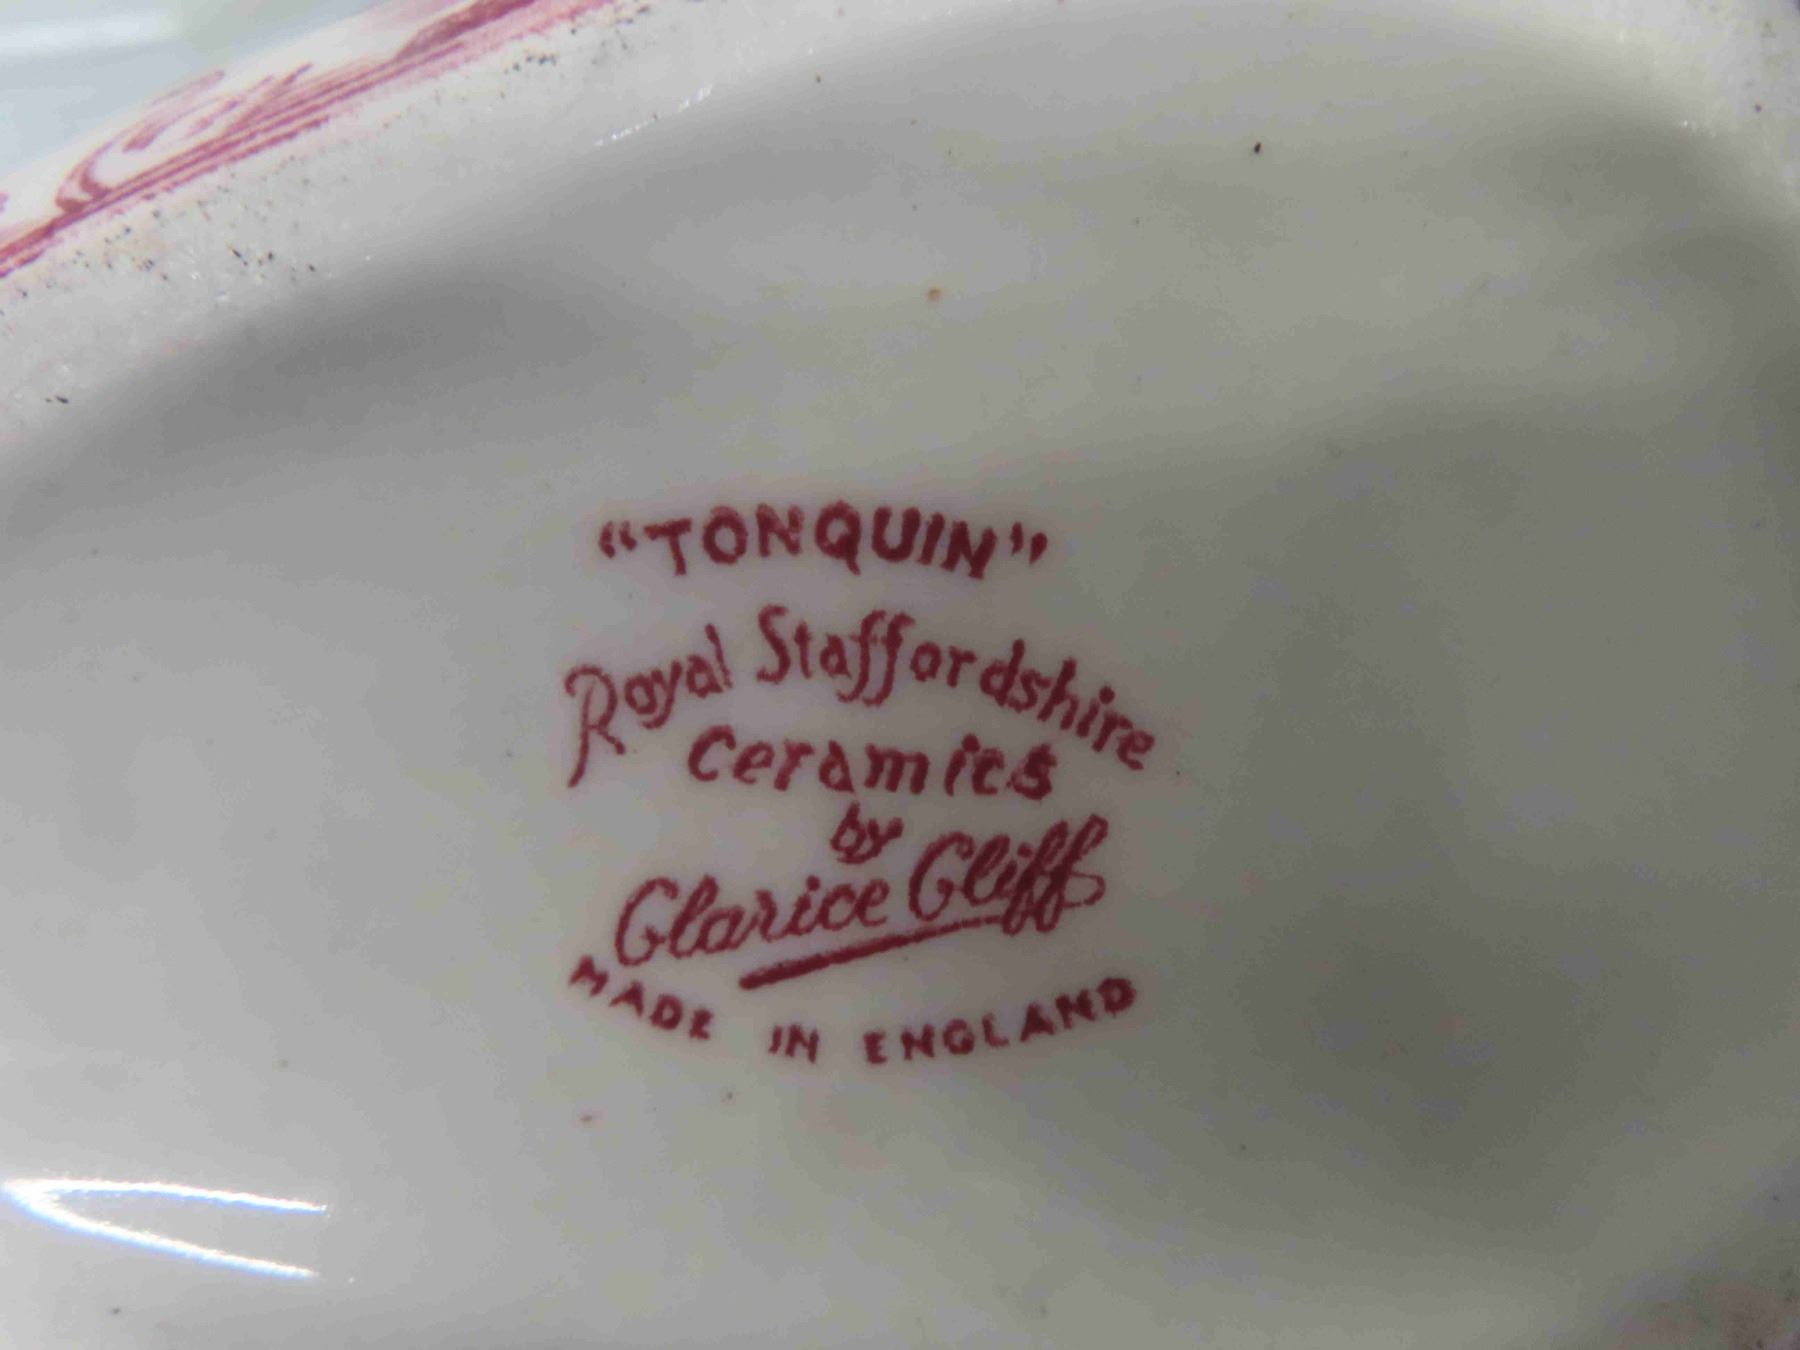 “TONQUIN”
Royal Staffordshire
Ceramics
by
Clarice Cliff
MADE IN ENGLAND